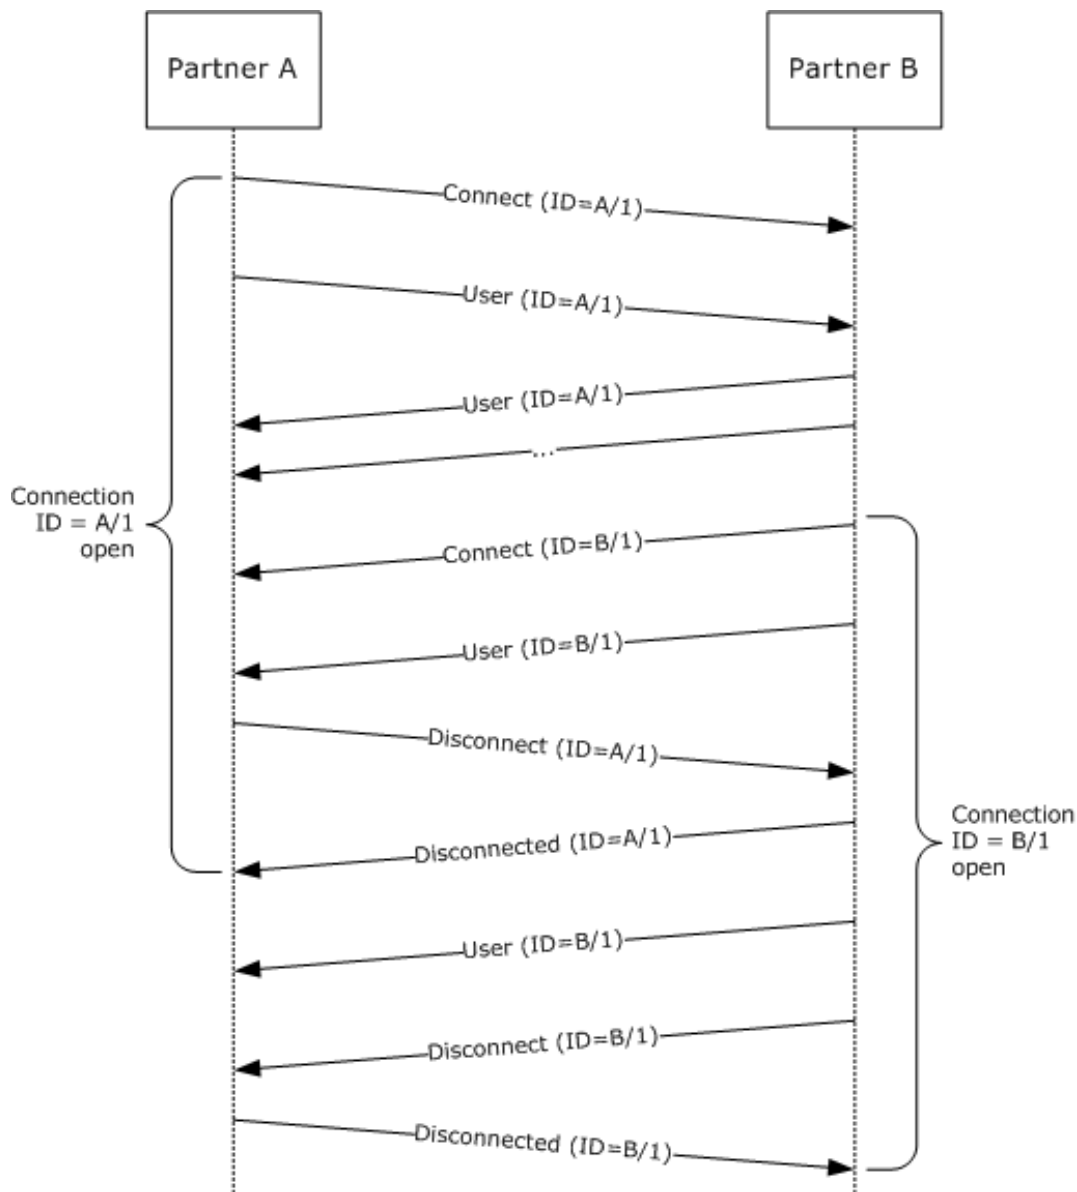 Partner A
Partner B
Connect (ID=A/1)
User (ID=A/1)
User (ID=A/1)
...
Connection
ID = A/1
open
Connect (ID=B/1)
User (ID=B/1)
Disconnect (ID=A/1)
Connection
ID = B/1
open
Disconnected (ID=A/1)
User (ID=B/1)
Disconnect (ID=B/1)
Disconnected (ID=B/1)